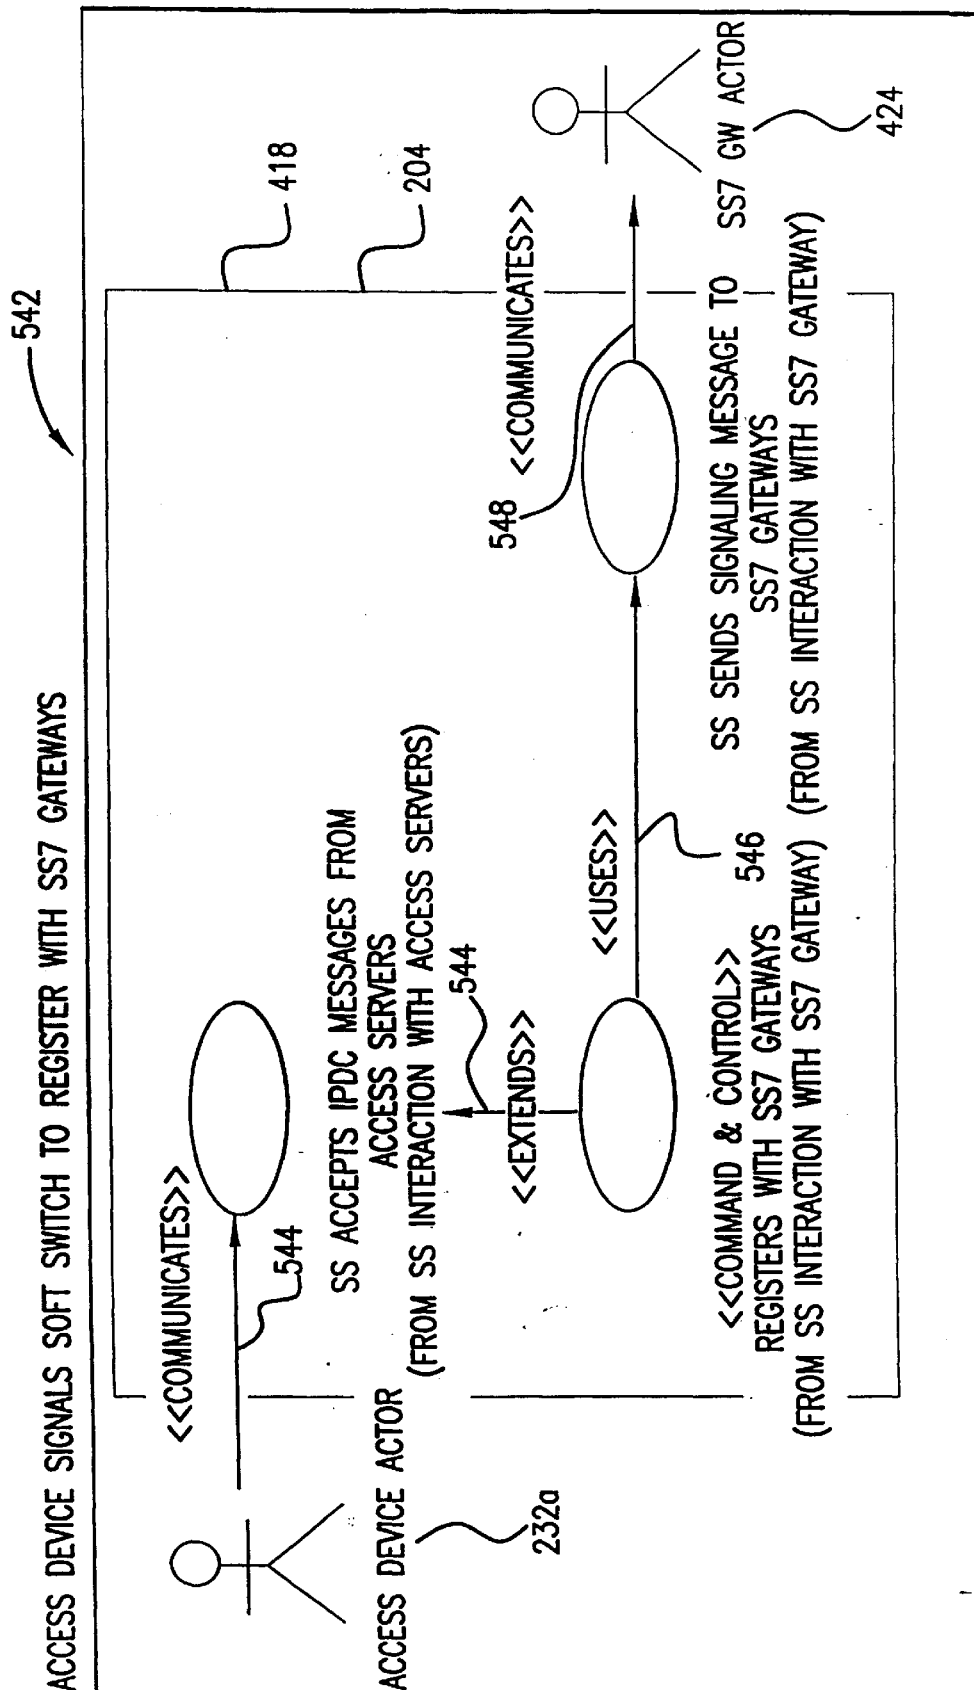 ACCESS DEVICE SIGNALS SOFT SWITCH TO REGISTER WITH SS7 GATEWAYS
542
418
204
<<COMMUNICATES>>
544
ACCESS DEVICE ACTOR
232a
SS ACCEPTS IPDC MESSAGES FROM
ACCESS SERVERS
(FROM SS INTERACTION WITH ACCESS SERVERS)
544
<<EXTENDS>>
<<USES>>
546
<<COMMAND & CONTROL>>
REGISTERS WITH SS7 GATEWAYS
(FROM SS INTERACTION WITH SS7 GATEWAY)
<<COMMUNICATES>>
548
SS SENDS SIGNALING MESSAGE TO
SS7 GATEWAYS
(FROM SS INTERACTION WITH SS7 GATEWAY)
SS7 GW ACTOR
424